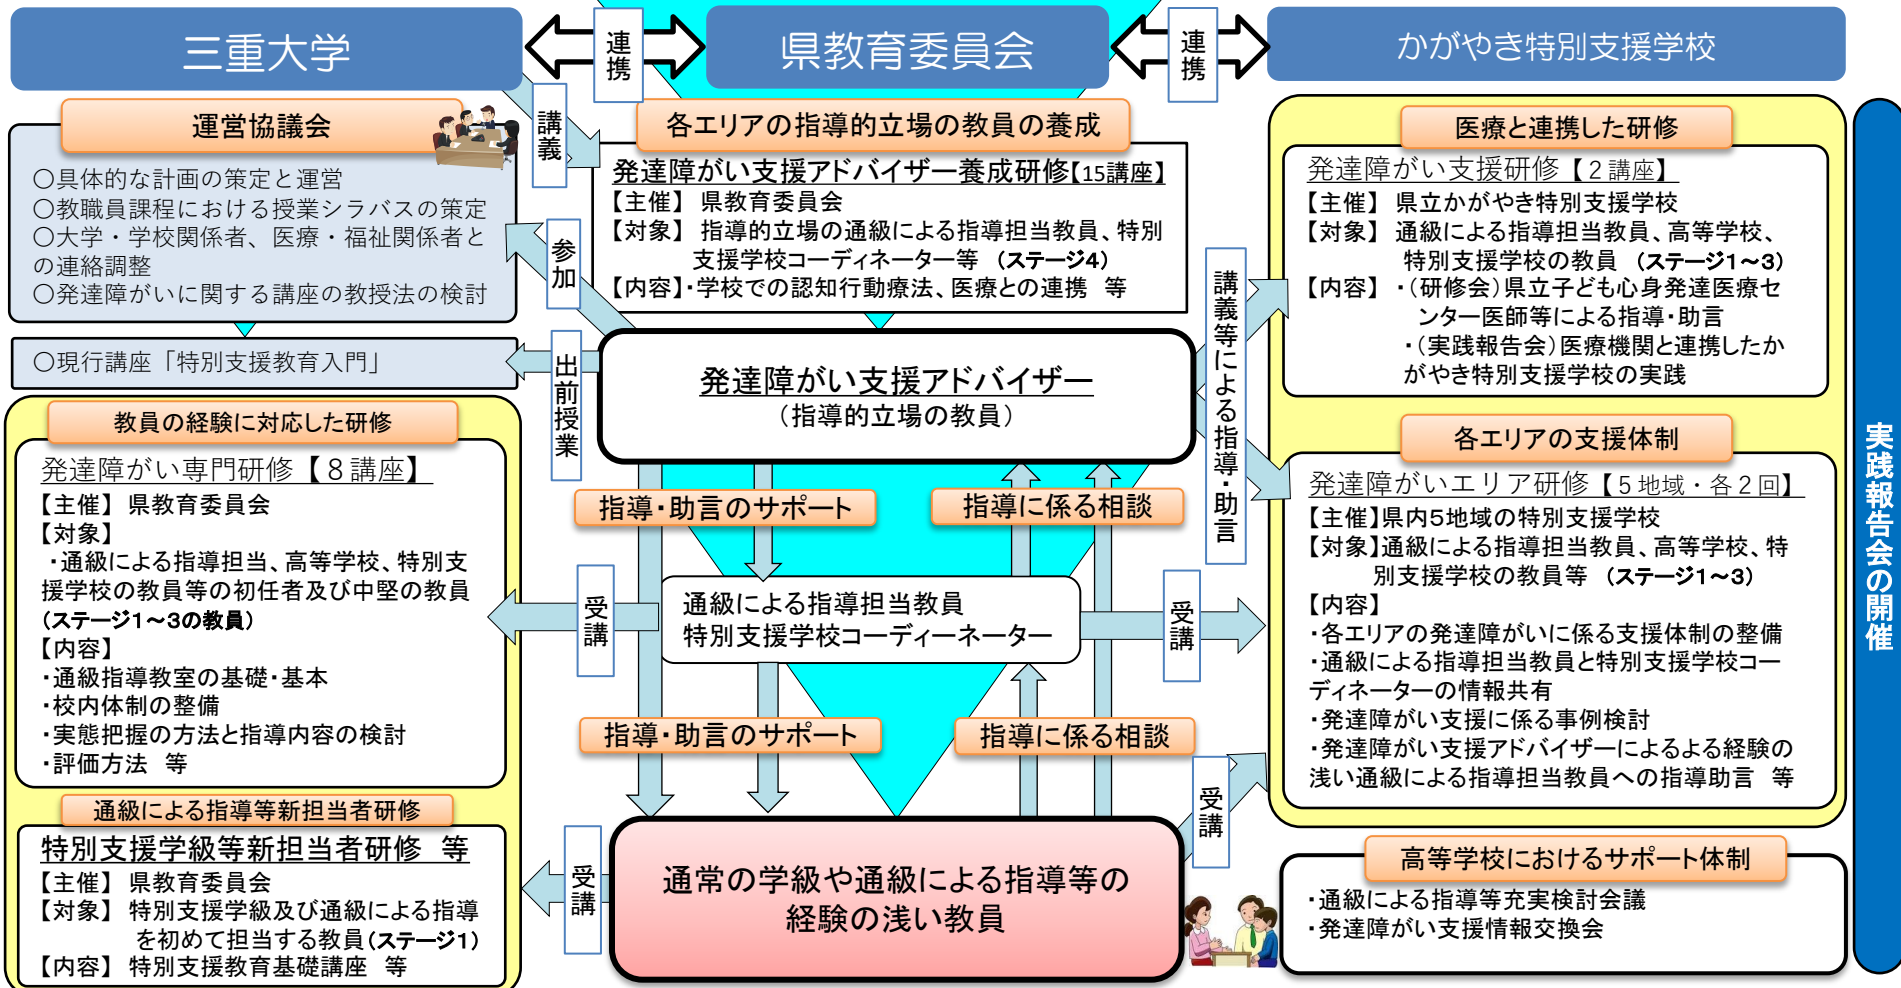 三重大学
連携
県教育委員会
連携
かがやき特別支援学校
運営協議会
○具体的な計画の策定と運営
○教職員課程における授業シラバスの策定
○大学・学校関係者、医療・福祉関係者と
の連絡調整
○発達障がいに関する講座の教授法の検討
○現行講座「特別支援教育入門」
講義
参加
出前授業
各エリアの指導的立場の教員の養成
発達障がい支援アドバイザー養成研修【15講座】
【主催】 県教育委員会
【対象】 指導的立場の通級による指導担当教員、特別
支援学校コーディネーター等 (ステージ4)
【内容】・学校での認知行動療法、医療との連携 等
発達障がい支援アドバイザー
(指導的立場の教員)
講義等による指導・助言
医療と連携した研修
発達障がい支援研修【2講座】
【主催】 県立かがやき特別支援学校
【対象】 通級による指導担当教員、高等学校、
特別支援学校の教員 (ステージ1~3)
【内容】 ・(研修会)県立子ども心身発達医療セ
ンター医師等による指導・助言
・(実践報告会)医療機関と連携したか
がやき特別支援学校の実践
教員の経験に対応した研修
発達障がい専門研修【8講座】
【主催】 県教育委員会
【対象】
・通級による指導担当、高等学校、特別支
援学校の教員等の初任者及び中堅の教員
(ステージ1~3の教員)
【内容】
・通級指導教室の基礎・基本
・校内体制の整備
・実態把握の方法と指導内容の検討
・評価方法 等
通級による指導等新担当者研修
特別支援学級等新担当者研修 等
【主催】 県教育委員会
【対象】 特別支援学級及び通級による指導
を初めて担当する教員(ステージ1)
【内容】 特別支援教育基礎講座 等
指導・助言のサポート
指導に係る相談
受講
通級による指導担当教員
特別支援学校コーディーネーター
受講
指導・助言のサポート
指導に係る相談
受講
通常の学級や通級による指導等の
経験の浅い教員
受講
各エリアの支援体制
発達障がいエリア研修【5地域・各2回】
【主催】県内5地域の特別支援学校
【対象】通級による指導担当教員、高等学校、特
別支援学校の教員等 (ステージ1~3)
【内容】
・各エリアの発達障がいに係る支援体制の整備
・通級による指導担当教員と特別支援学校コー
ディネーターの情報共有
・発達障がい支援に係る事例検討
・発達障がい支援アドバイザーによるよる経験の
浅い通級による指導担当教員への指導助言 等
高等学校におけるサポート体制
・通級による指導等充実検討会議
・発達障がい支援情報交換会
実践報告会の開催